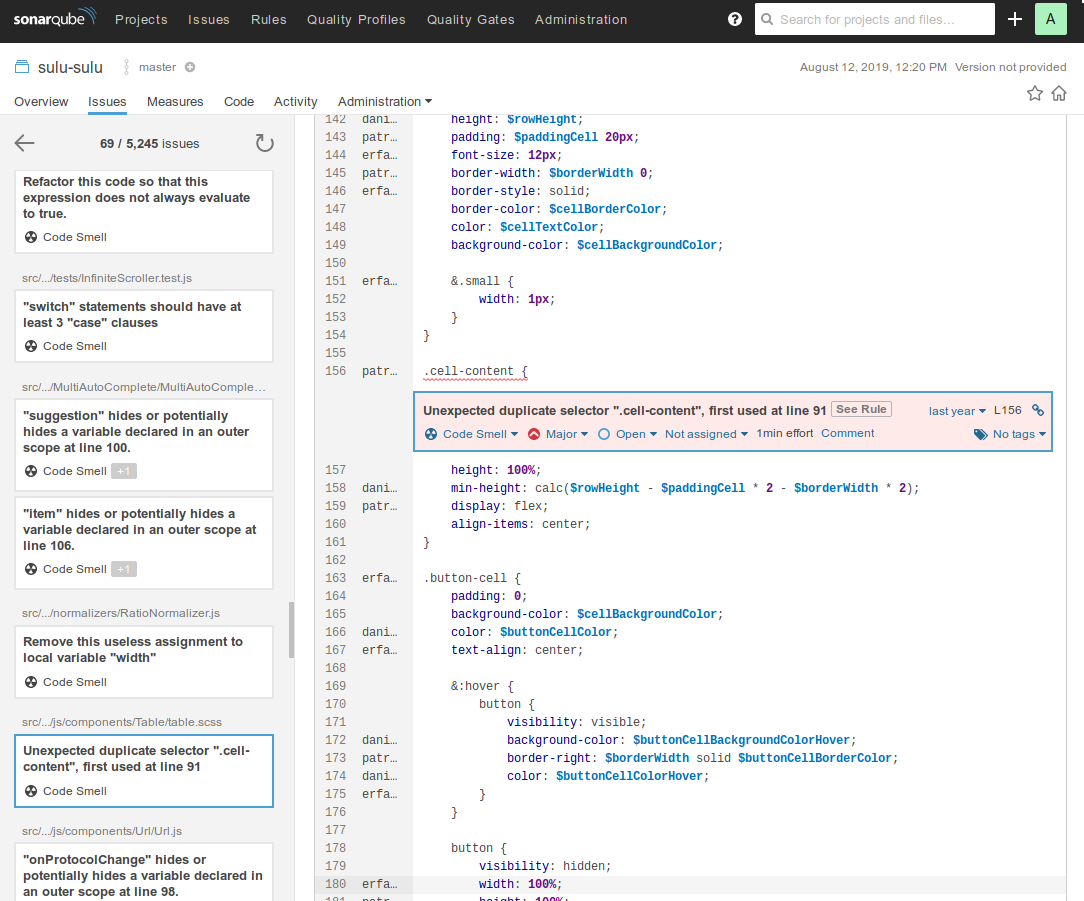 sonarqube Projects Issues Rules Quality Profiles Quality Gates Administration ? Search for projects and files... + A
sulu-sulu master August 12, 2019, 12:20 PM Version not provided
Overview Issues Measures Code Activity Administration
69 / 5,245 issues
Refactor this code so that this
expression does not always evaluate
to true.
Code Smell
src/.../tests/InfiniteScroller.test.js
"switch" statements should have at
least 3 "case" clauses
Code Smell
src/.../MultiAutoComplete/MultiAutoComple...
"suggestion" hides or potentially
hides a variable declared in an outer
scope at line 100.
Code Smell +1
"item" hides or potentially hides a
variable declared in an outer scope at
line 106.
Code Smell +1
src/.../normalizers/RatioNormalizer.js
Remove this useless assignment to
local variable "width"
Code Smell
src/.../js/components/Table/table.scss
Unexpected duplicate selector ".cell-
content", first used at line 91
Code Smell
src/.../js/components/Url/Url.js
"onProtocolChange" hides or
potentially hides a variable declared in
an outer scope at line 98.
142 dani... height: $rowHeight;
143 patr... padding: $paddingCell 20px;
144 erfa... font-size: 12px;
145 patr... border-width: $borderWidth 0;
146 erfa... border-style: solid;
147 border-color: $cellBorderColor;
148 color: $cellTextColor;
149 background-color: $cellBackgroundColor;
150
151 erfa... &.small {
152 width: 1px;
153 }
154 }
155
156 patr... .cell-content {
Unexpected duplicate selector ".cell-content", first used at line 91 See Rule last year L156
Code Smell Major Open Not assigned 1min effort Comment No tags
157 height: 100%;
158 dani... min-height: calc($rowHeight - $paddingCell * 2 - $borderWidth * 2);
159 patr... display: flex;
160 align-items: center;
161 }
162
163 erfa... .button-cell {
164 padding: 0;
165 background-color: $cellBackgroundColor;
166 dani... color: $buttonCellColor;
167 erfa... text-align: center;
168
169 &:hover {
170 button {
171 visibility: visible;
172 dani... background-color: $buttonCellBackgroundColorHover;
173 patr... border-right: $borderWidth solid $buttonCellBorderColor;
174 dani... color: $buttonCellColorHover;
175 erfa... }
176 }
177
178 button {
179 visibility: hidden;
180 erfa... width: 100%;
181 patr... height: 100%;